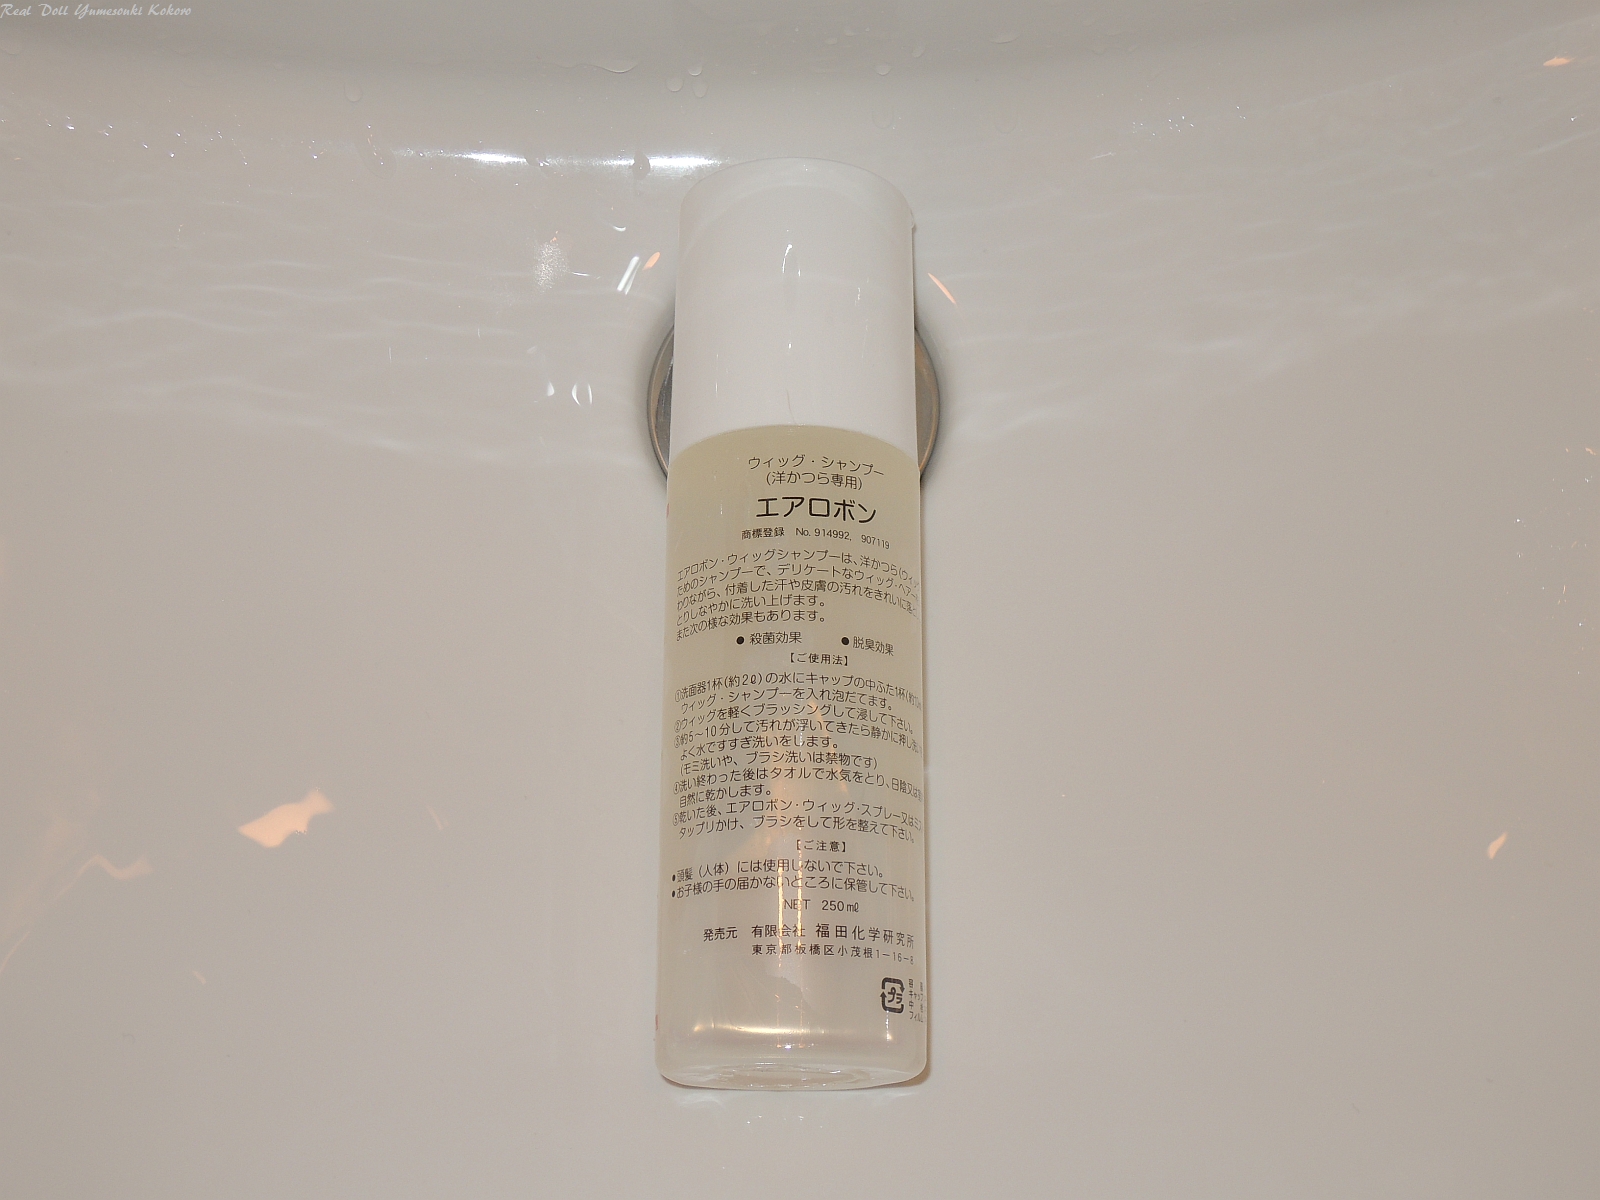 Real Doll Yumesouki Kokoro
ウィッグ・シャンプー
(洋かつら専用)
エアロボン
商標登録 No. 914992, 907119
エアロボン・ウィッグシャンプーは、洋かつら(ウィッグ
ためのシャンプーで、デリケートなウィッグ・ヘアー
わりながら、付着した汗や皮膚の汚れをきれいに落と
とりしなやかに洗い上げます。
また次の様な効果もあります。
●殺菌効果 ●脱臭効果
【ご使用法】
①洗面器1杯(約2ℓ)の水にキャップの中ふた1杯(約
ウィッグ・シャンプーを入れ泡だてます。
②ウィッグを軽くブラッシングして浸して下さい。
③約5〜10分して汚れが浮いてきたら静かに押し洗い
よく水ですすぎ洗いをします。
(モミ洗いや、ブラシ洗いは禁物です)
④洗い終わった後はタオルで水気をとり、日陰又は
自然に乾かします。
⑤乾いた後、エアロボン・ウィッグ・スプレー又は
タップリかけ、ブラシをして形を整えて下さい。
【ご注意】
●頭髪(人体)には使用しないで下さい。
●お子様の手の届かないところに保管して下さい。
NET 250mℓ
発売元 有限会社 福田化学研究所
東京都板橋区小茂根1-16-8
プラ